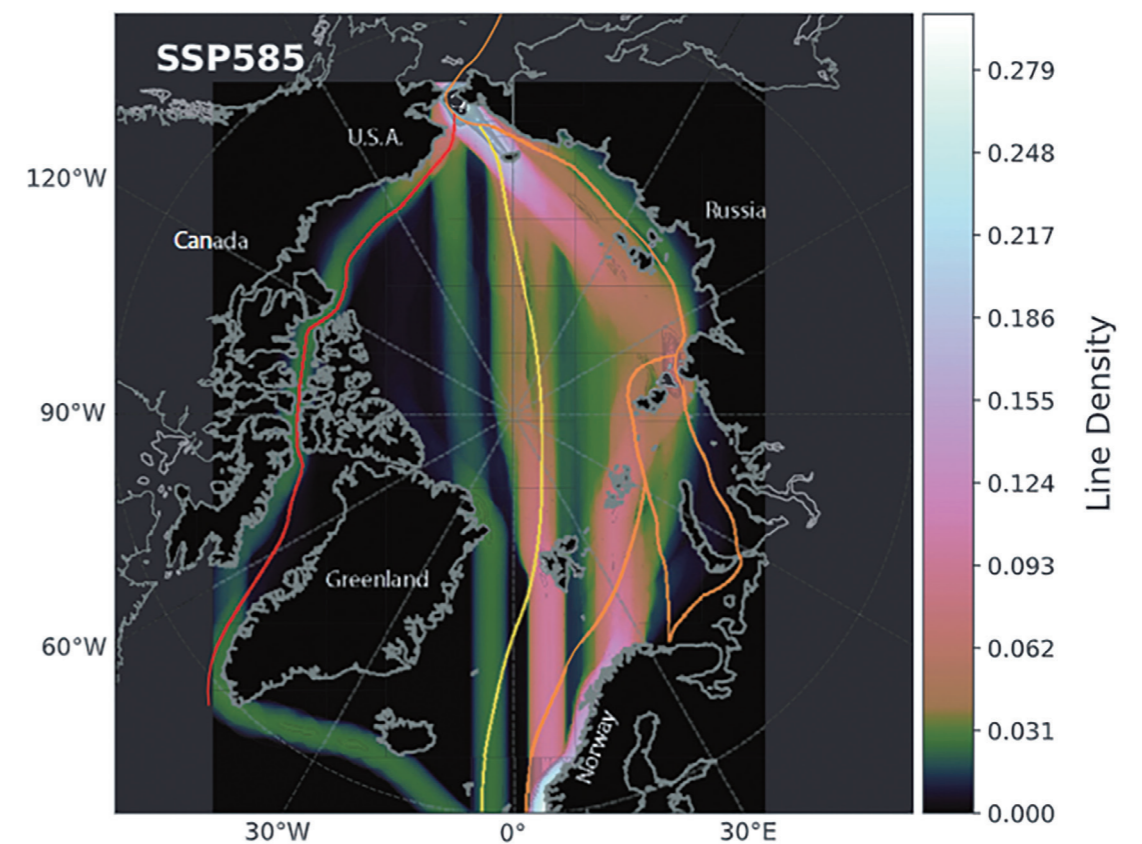 SSP585
U.S.A.
Canada
Russia
Greenland
Norway
120°W
90°W
60°W
30°W
0°
30°E
0.279
0.248
0.217
0.186
0.155
0.124
0.093
0.062
0.031
0.000
Line Density